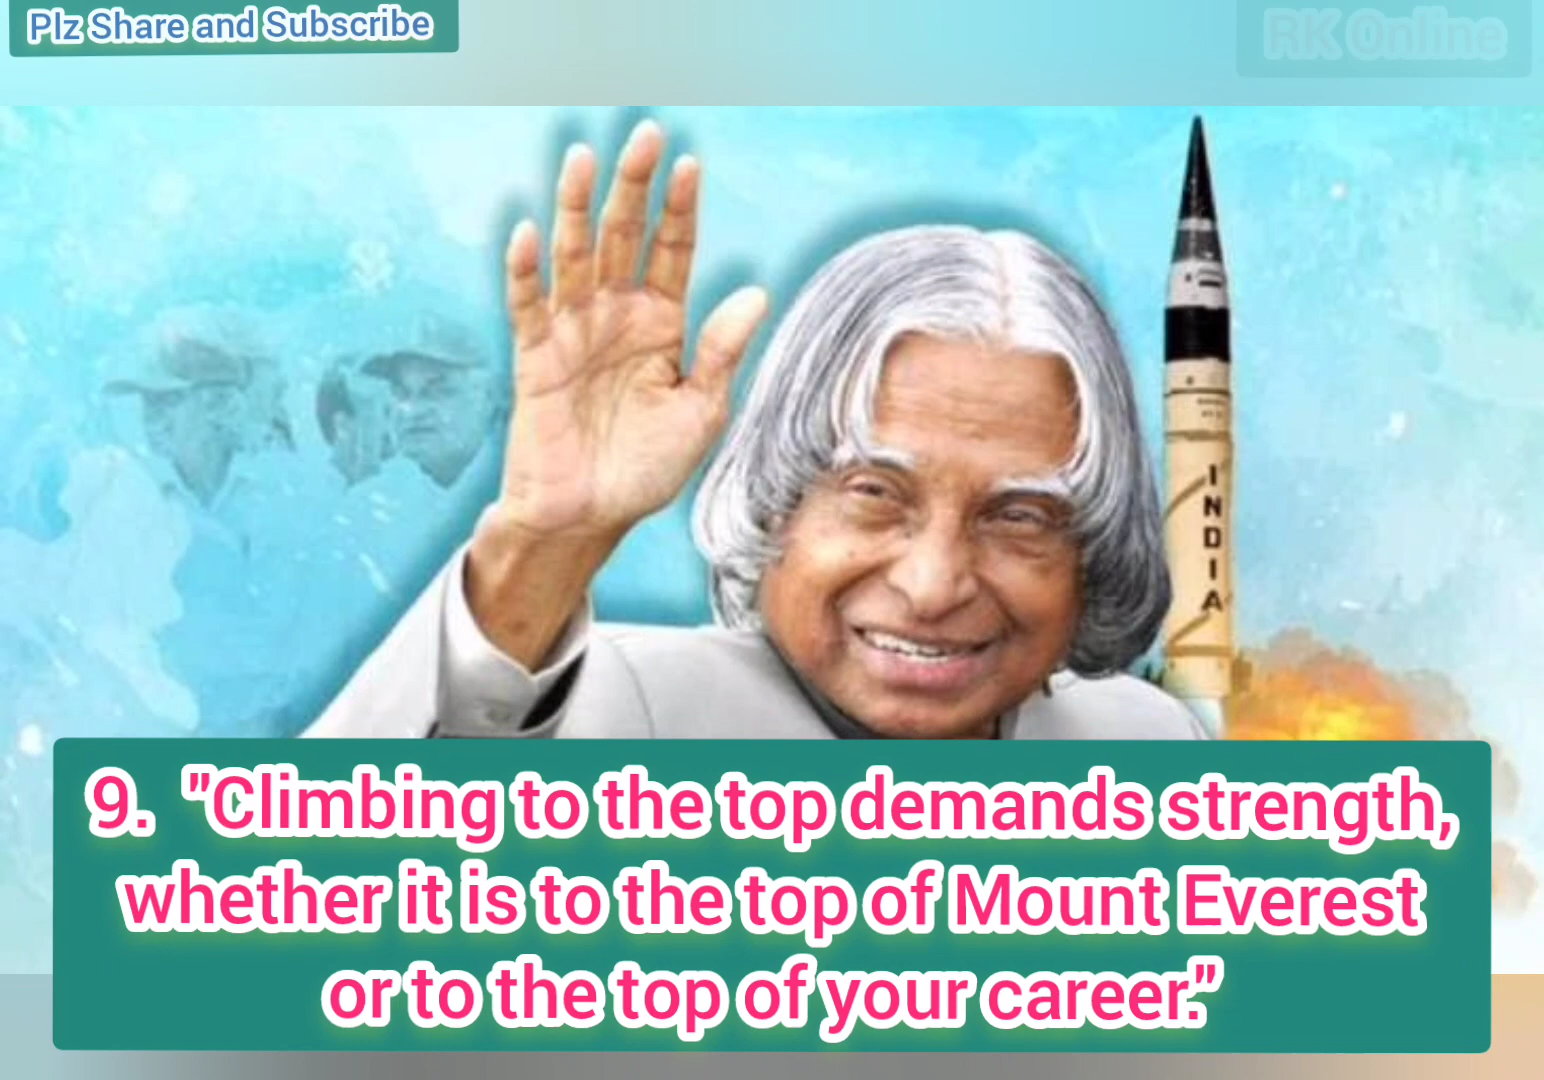 Plz Share and Subscribe
RK Online
INDIA
9. "Climbing to the top demands strength,
whether it is to the top of Mount Everest
or to the top of your career."